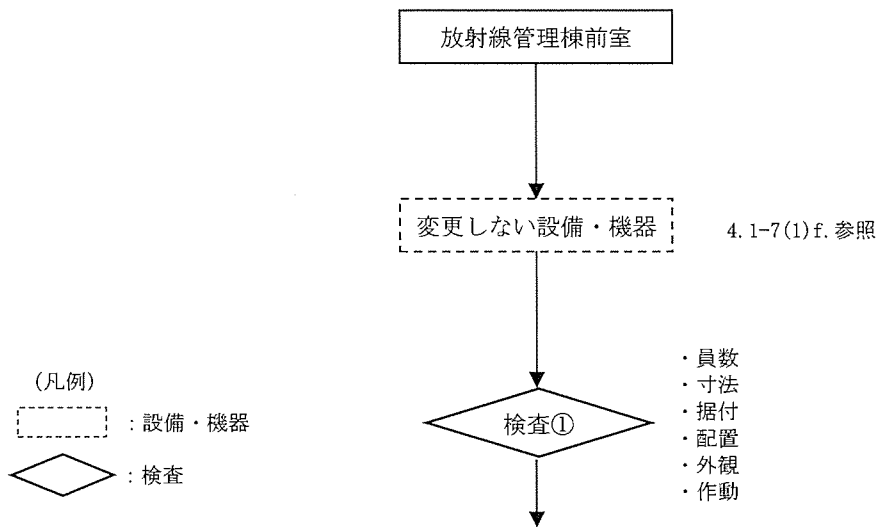 放射線管理棟前室
変更しない設備・機器
4.1-7(1)f.参照
検査①
・員数
・寸法
・据付
・配置
・外観
・作動
(凡例)
：設備・機器
：検査